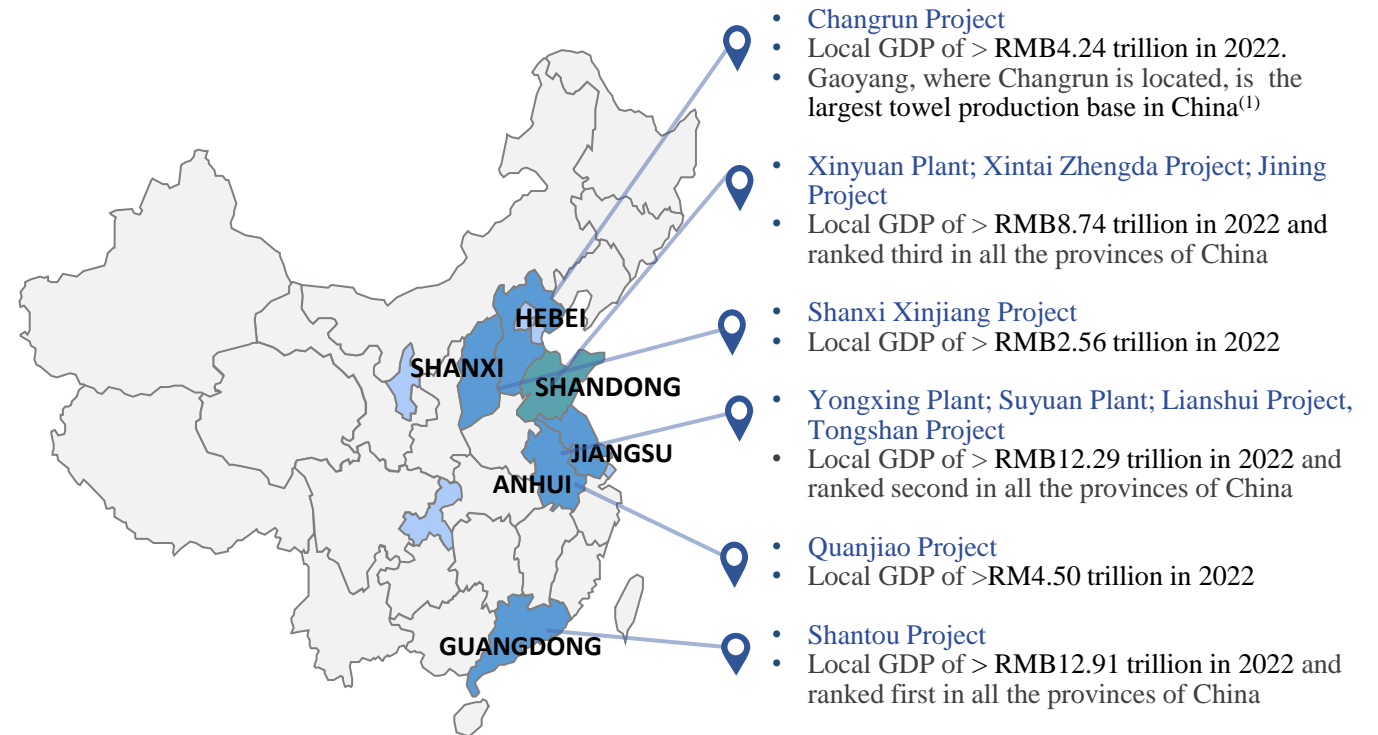 • Changrun Project
• Local GDP of > RMB4.24 trillion in 2022.
• Gaoyang, where Changrun is located, is the
largest towel production base in China(1)
• Xinyuan Plant; Xintai Zhengda Project; Jining
Project
• Local GDP of > RMB8.74 trillion in 2022 and
ranked third in all the provinces of China
• Shanxi Xinjiang Project
• Local GDP of > RMB2.56 trillion in 2022
• Yongxing Plant; Suyuan Plant; Lianshui Project,
Tongshan Project
• Local GDP of > RMB12.29 trillion in 2022 and
ranked second in all the provinces of China
• Quanjiao Project
• Local GDP of >RM4.50 trillion in 2022
• Shantou Project
• Local GDP of > RMB12.91 trillion in 2022 and
ranked first in all the provinces of China
HEBEI
SHANXI
SHANDONG
JIANGSU
ANHUI
GUANGDONG